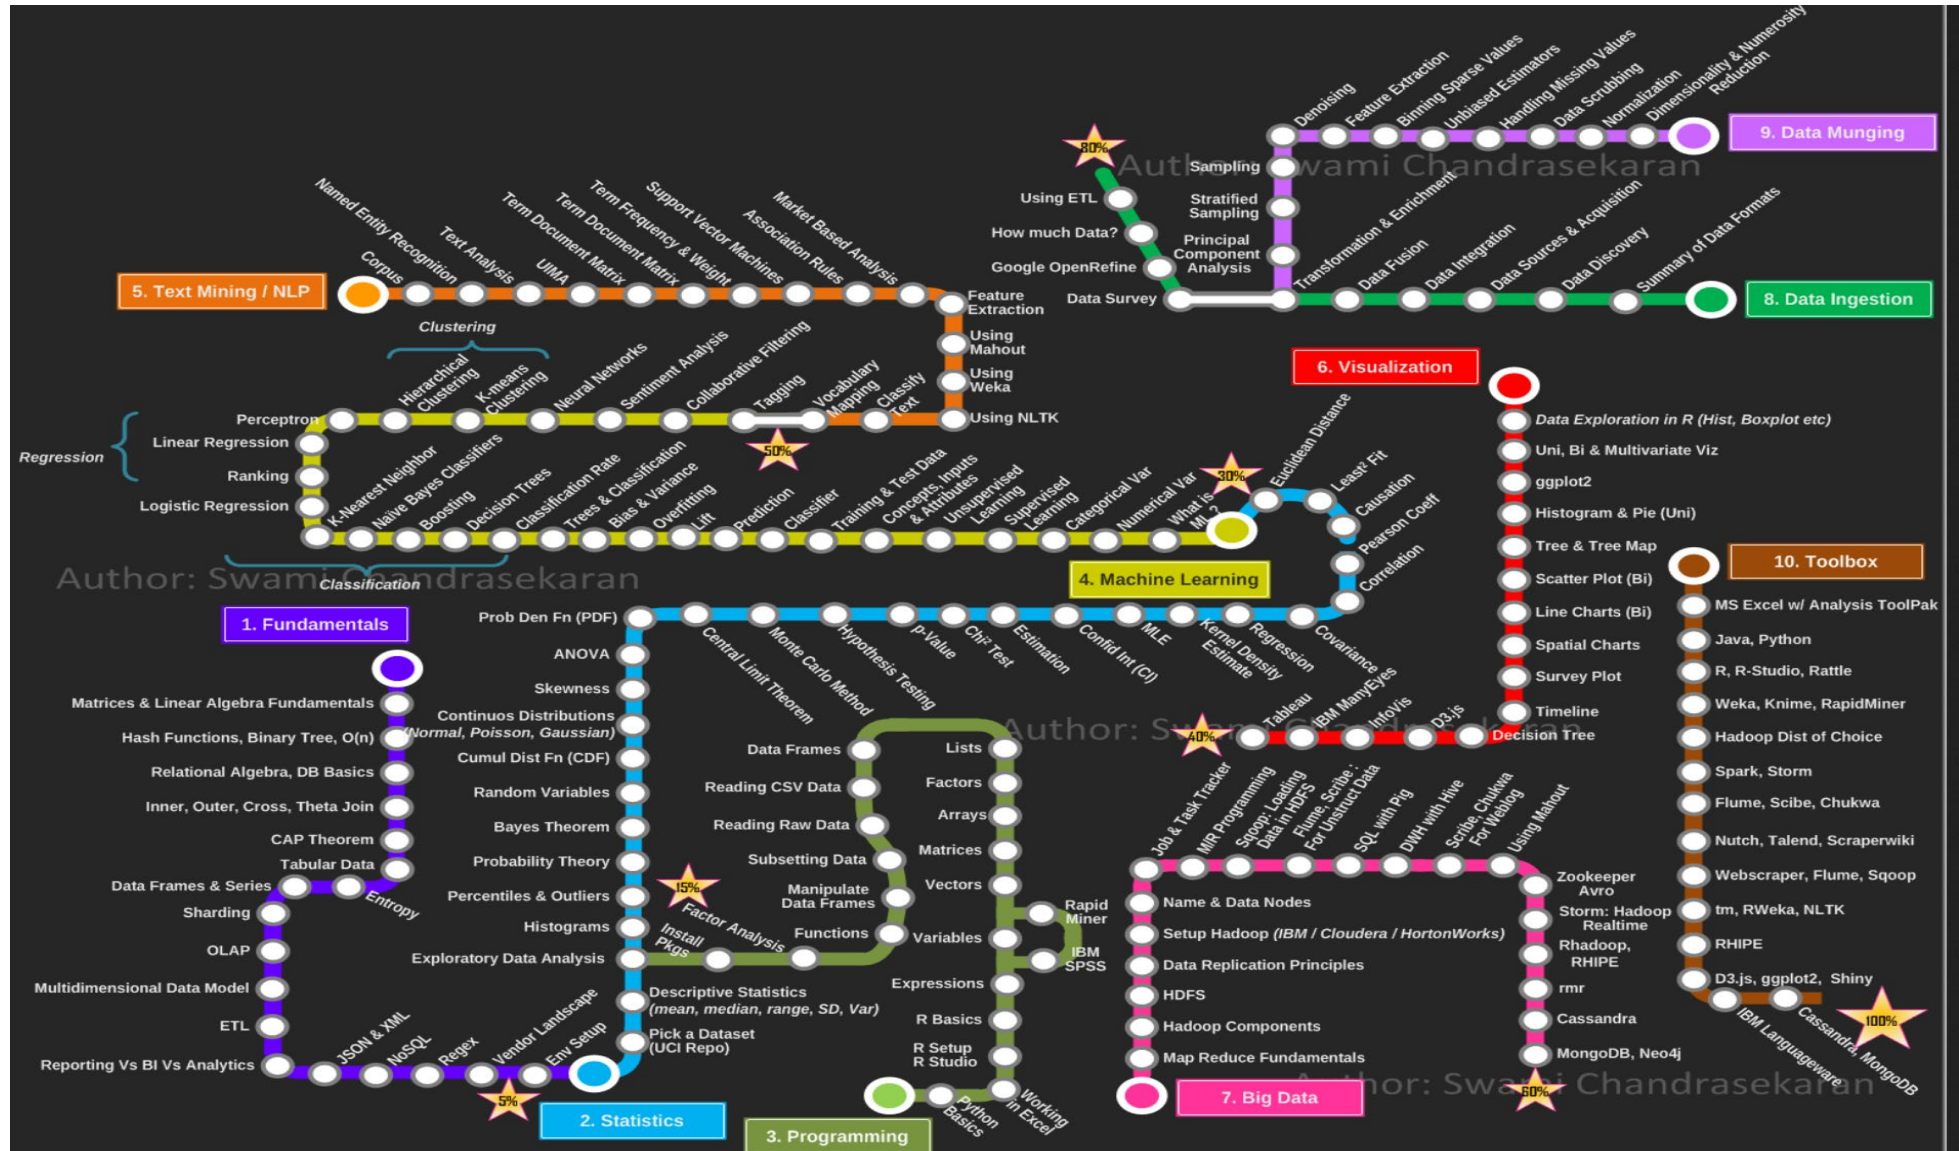 1. Fundamentals
Matrices & Linear Algebra Fundamentals
Hash Functions, Binary Tree, O(n)
Relational Algebra, DB Basics
Inner, Outer, Cross, Theta Join
CAP Theorem
Tabular Data
Entropy
Data Frames & Series
Sharding
OLAP
Multidimensional Data Model
ETL
Reporting Vs BI Vs Analytics
JSON & XML
NoSQL
Regex
Vendor Landscape
Env Setup
5%
2. Statistics
Pick a Dataset
(UCI Repo)
Descriptive Statistics
(mean, median, range, SD, Var)
Exploratory Data Analysis
Histograms
Percentiles & Outliers
Probability Theory
Bayes Theorem
Random Variables
Cumul Dist Fn (CDF)
Continuos Distributions
(Normal, Poisson, Gaussian)
Skewness
ANOVA
Prob Den Fn (PDF)
Central Limit Theorem
Monte Carlo Method
Hypothesis Testing
p-Value
Chi² Test
Estimation
Confid Int (CI)
MLE
Kernel Density
Estimate
Regression
Covariance
Correlation
Pearson Coeff
Causation
Least² Fit
Euclidean Distance
30%
3. Programming
Python
Basics
Working
in Excel
R Setup
R Studio
R Basics
Expressions
Variables
IBM
SPSS
Rapid
Miner
Vectors
Matrices
Arrays
Factors
Lists
Data Frames
Reading CSV Data
Reading Raw Data
Subsetting Data
Manipulate
Data Frames
Functions
Factor Analysis
Install
Pkgs
15%
4. Machine Learning
What is
ML?
Numerical Var
Categorical Var
Supervised
Learning
Unsupervised
Learning
Concepts, Inputs
& Attributes
Training & Test Data
Classifier
Prediction
Lift
Overfitting
Bias & Variance
Trees & Classification
Classification Rate
Decision Trees
Boosting
Naïve Bayes Classifiers
K-Nearest Neighbor
Classification
Logistic Regression
Ranking
Linear Regression
Perceptron
Regression
Hierarchical
Clustering
K-means
Clustering
Clustering
Neural Networks
Sentiment Analysis
Collaborative Filtering
Tagging
50%
5. Text Mining / NLP
Corpus
Named Entity Recognition
Text Analysis
UIMA
Term Document Matrix
Term Document Matrix
Term Frequency & Weight
Support Vector Machines
Association Rules
Market Based Analysis
Feature
Extraction
Using
Mahout
Using
Weka
Using NLTK
Classify
Text
Vocabulary
Mapping
6. Visualization
Data Exploration in R (Hist, Boxplot etc)
Uni, Bi & Multivariate Viz
ggplot2
Histogram & Pie (Uni)
Tree & Tree Map
Scatter Plot (Bi)
Line Charts (Bi)
Spatial Charts
Survey Plot
Timeline
Decision Tree
D3.js
InfoVis
IBM ManyEyes
Tableau
40%
7. Big Data
Map Reduce Fundamentals
Hadoop Components
HDFS
Data Replication Principles
Setup Hadoop (IBM / Cloudera / HortonWorks)
Name & Data Nodes
Job & Task Tracker
M/R Programming
Sqoop: Loading
Data in HDFS
Flume, Scribe :
For Unstruct Data
SQL with Pig
DWH with Hive
Scribe, Chukwa
For Weblog
Using Mahout
Zookeeper
Avro
Storm: Hadoop
Realtime
Rhadoop,
RHIPE
rmr
Cassandra
MongoDB, Neo4j
60%
8. Data Ingestion
Summary of Data Formats
Data Discovery
Data Sources & Acquisition
Data Integration
Data Fusion
Transformation & Enrichment
Data Survey
Google OpenRefine
How much Data?
Using ETL
80%
9. Data Munging
Dimensionality & Numerosity
Reduction
Normalization
Data Scrubbing
Handling Missing Values
Unbiased Estimators
Binning Sparse Values
Feature Extraction
Denoising
Sampling
Stratified
Sampling
Principal
Component
Analysis
10. Toolbox
MS Excel w/ Analysis ToolPak
Java, Python
R, R-Studio, Rattle
Weka, Knime, RapidMiner
Hadoop Dist of Choice
Spark, Storm
Flume, Scibe, Chukwa
Nutch, Talend, Scraperwiki
Webscraper, Flume, Sqoop
tm, RWeka, NLTK
RHIPE
D3.js, ggplot2, Shiny
IBM Languageware
Cassandra, MongoDB
100%
Author: Swami Chandrasekaran
Author: Swami Chandrasekaran
Author: Swami Chandrasekaran
Author: Swami Chandrasekaran